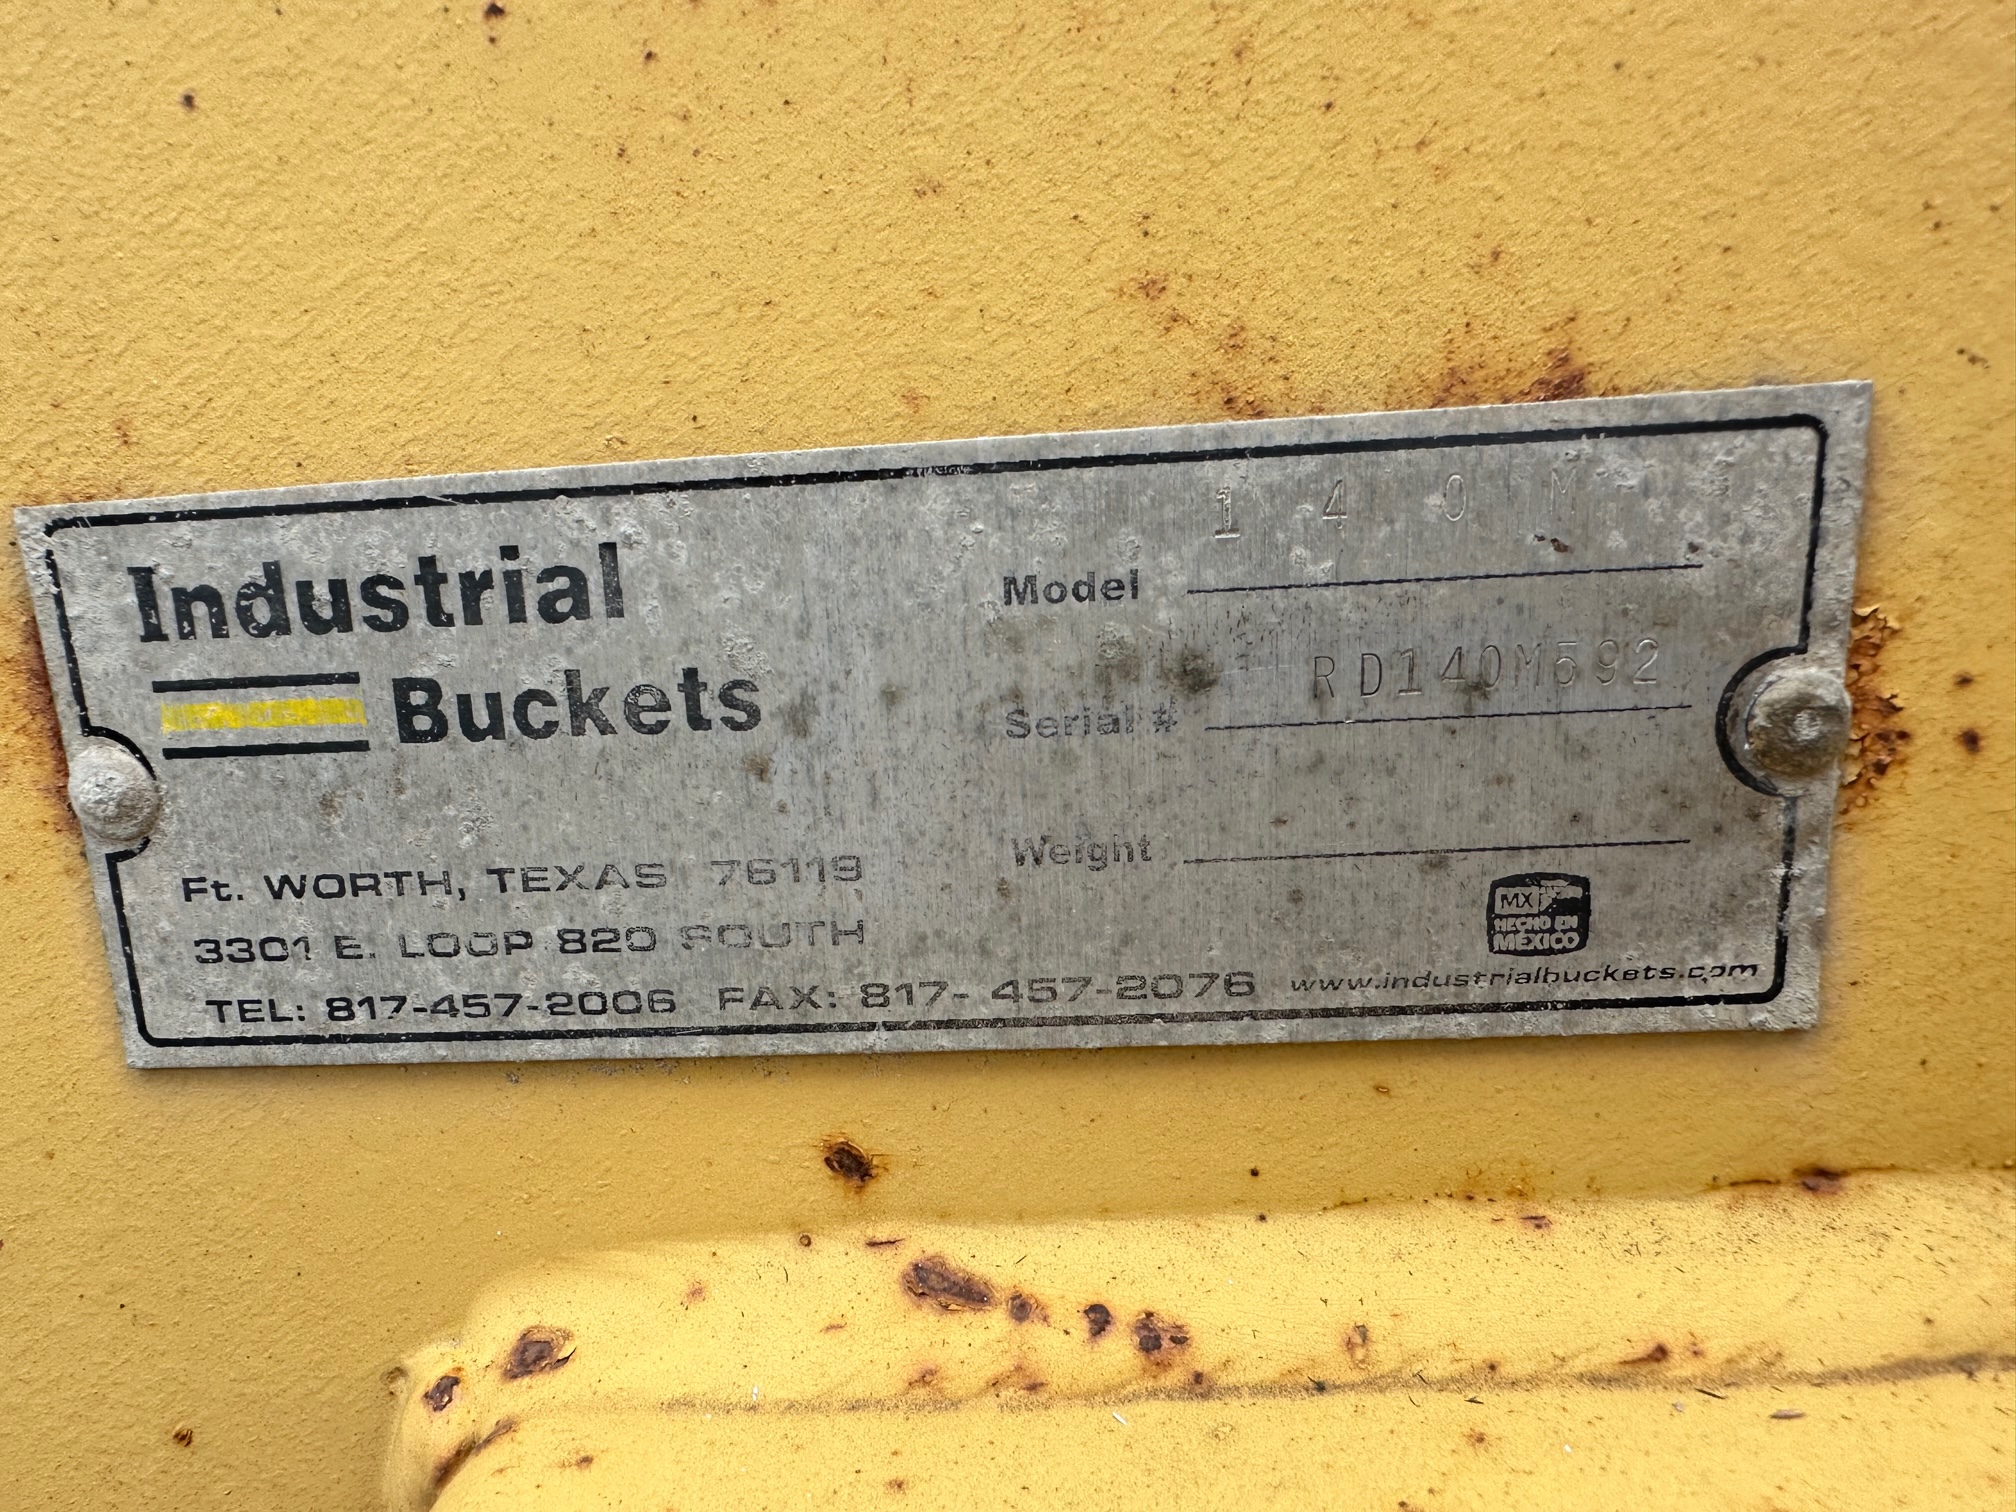 Industrial
Buckets
Ft. WORTH, TEXAS 76119
3301 E. LOOP 820 SOUTH
TEL: 817-457-2006 FAX: 817- 457-2076
Model 1 4 0 M
Serial # RD140M592
Weight
MX
HECHO EN
MEXICO
www.industrialbuckets.com